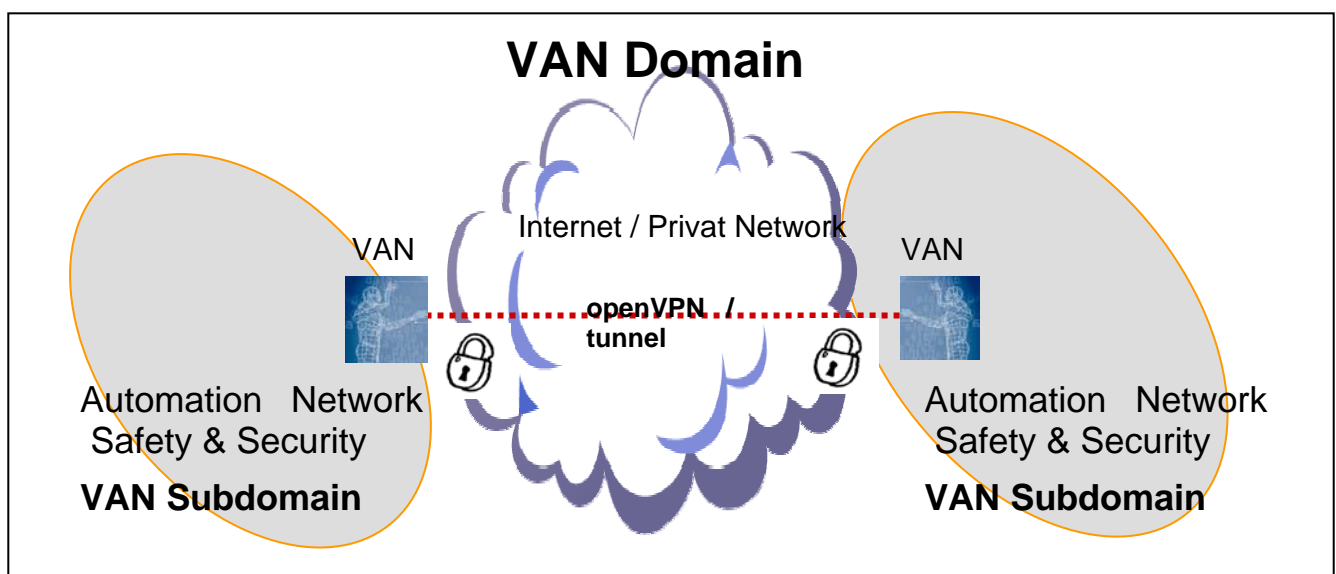 VAN Domain
Internet / Privat Network
VAN
VAN
openVPN /
tunnel
Automation Network
Safety & Security
VAN Subdomain
Automation Network
Safety & Security
VAN Subdomain